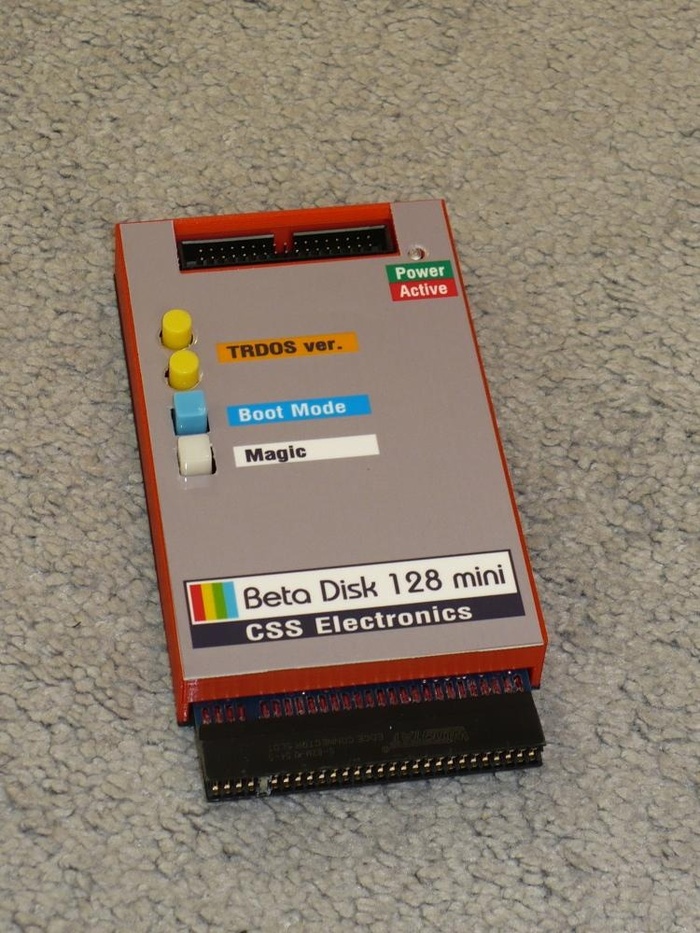 Power
Active
TRDOS ver.
Boot Mode
Magic
Beta Disk 128 mini
CSS Electronics